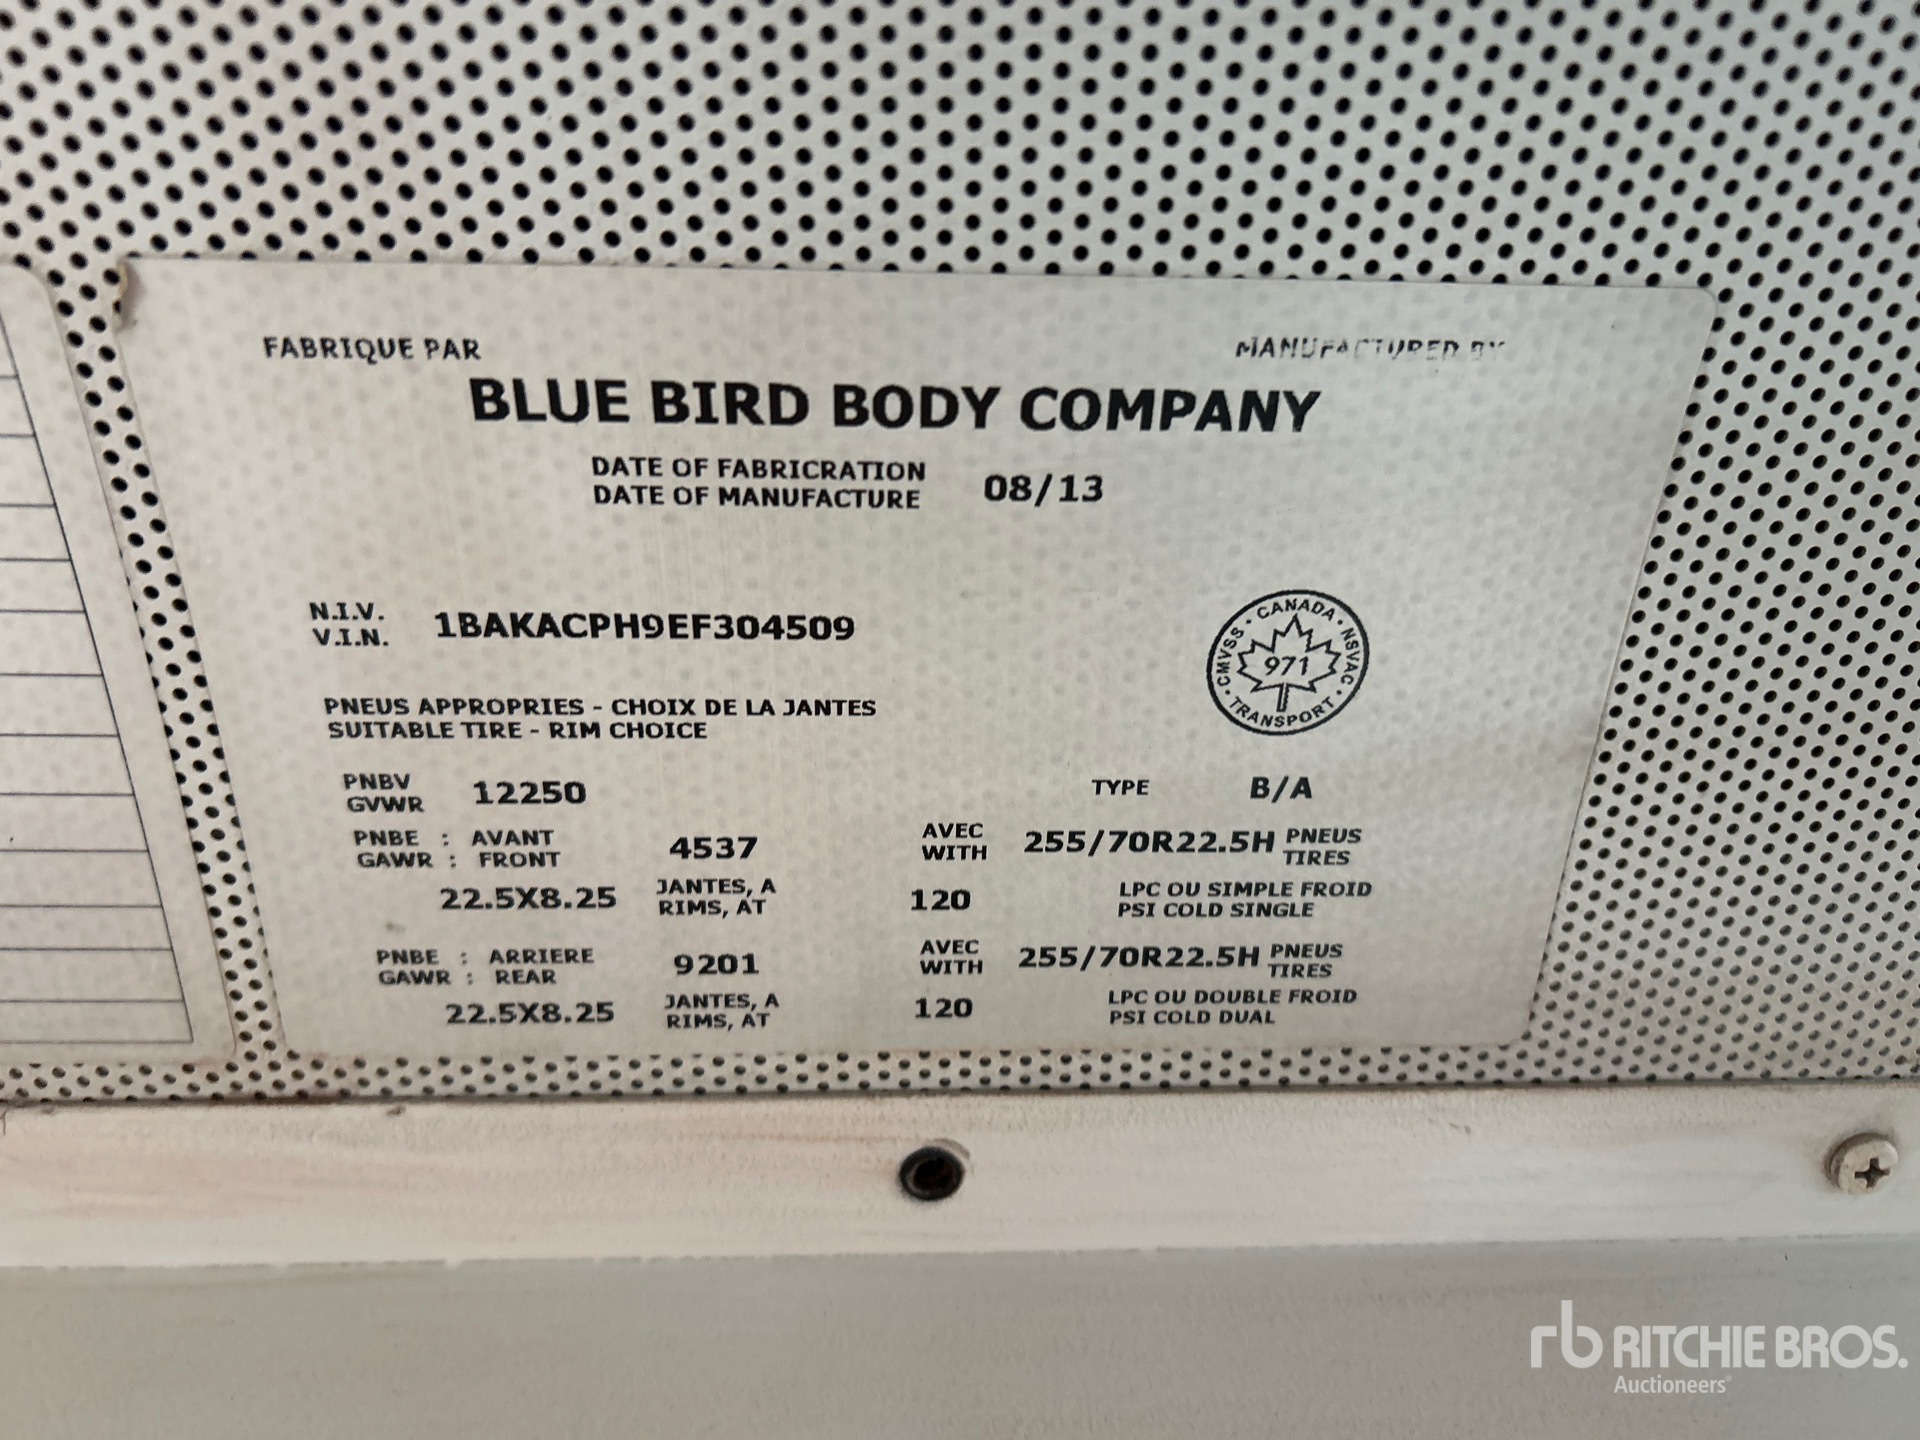 FABRIQUE PAR
MANUFACTURED BY
BLUE BIRD BODY COMPANY
DATE OF FABRICRATION
DATE OF MANUFACTURE
08/13
N.I.V.
V.I.N.
1BAKACPH9EF304509
CANADA · NSVAC · TRANSPORT · CMVSS ·
971
PNEUS APPROPRIES - CHOIX DE LA JANTES
SUITABLE TIRE - RIM CHOICE
PNBV
GVWR
12250
TYPE B/A
PNBE : AVANT
GAWR : FRONT
4537
AVEC
WITH
255/70R22.5H
PNEUS
TIRES
22.5X8.25
JANTES, A
RIMS, AT
120
LPC OU SIMPLE FROID
PSI COLD SINGLE
PNBE : ARRIERE
GAWR : REAR
9201
AVEC
WITH
255/70R22.5H
PNEUS
TIRES
22.5X8.25
JANTES, A
RIMS, AT
120
LPC OU DOUBLE FROID
PSI COLD DUAL
rb RITCHIE BROS.
Auctioneers